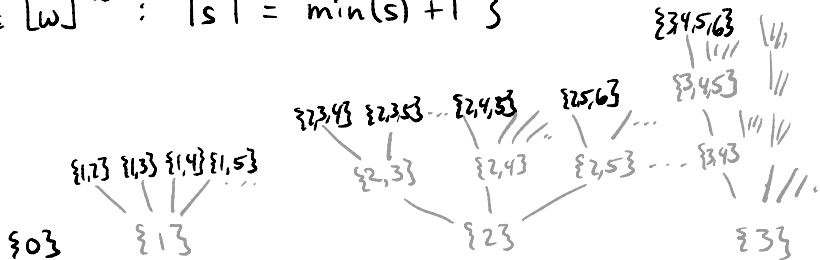 [ω] : |s| = min(s) + 1 }
{3,4,5,6}
{3,4,5}
{2,3,4} {2,3,5} ... {2,4,5} {2,5,6}
{1,2} {1,3} {1,4} {1,5} {2,3} {2,4} {2,5} ... {3,4}
{0} {1} {2} {3}